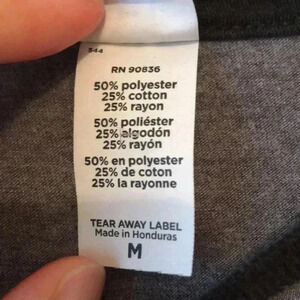 544
RN 90836
50% polyester
25% cotton
25% rayon
50% poliéster
25% algodón
25% rayón
50% en polyester
25% de coton
25% la rayonne
TEAR AWAY LABEL
Made in Honduras
M